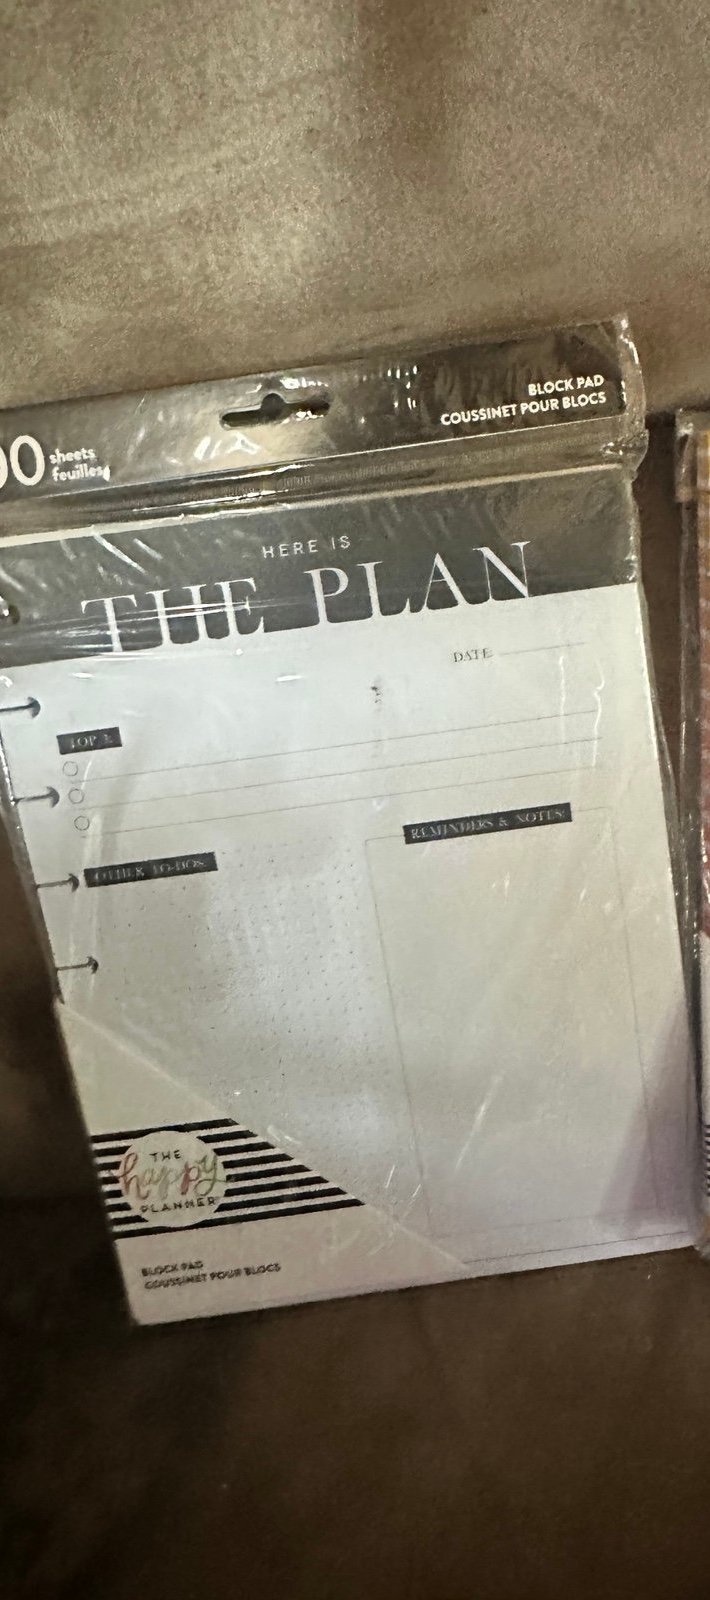 sheets
feuilles
BLOCK PAD
COUSSINET POUR BLOCS
HERE IS
THE PLAN
DATE
TOP 3
REMINDERS & NOTES
OTHER TO-DOS
THE
happy
PLANNER
BLOCK PAD
COUSSINET POUR BLOCS